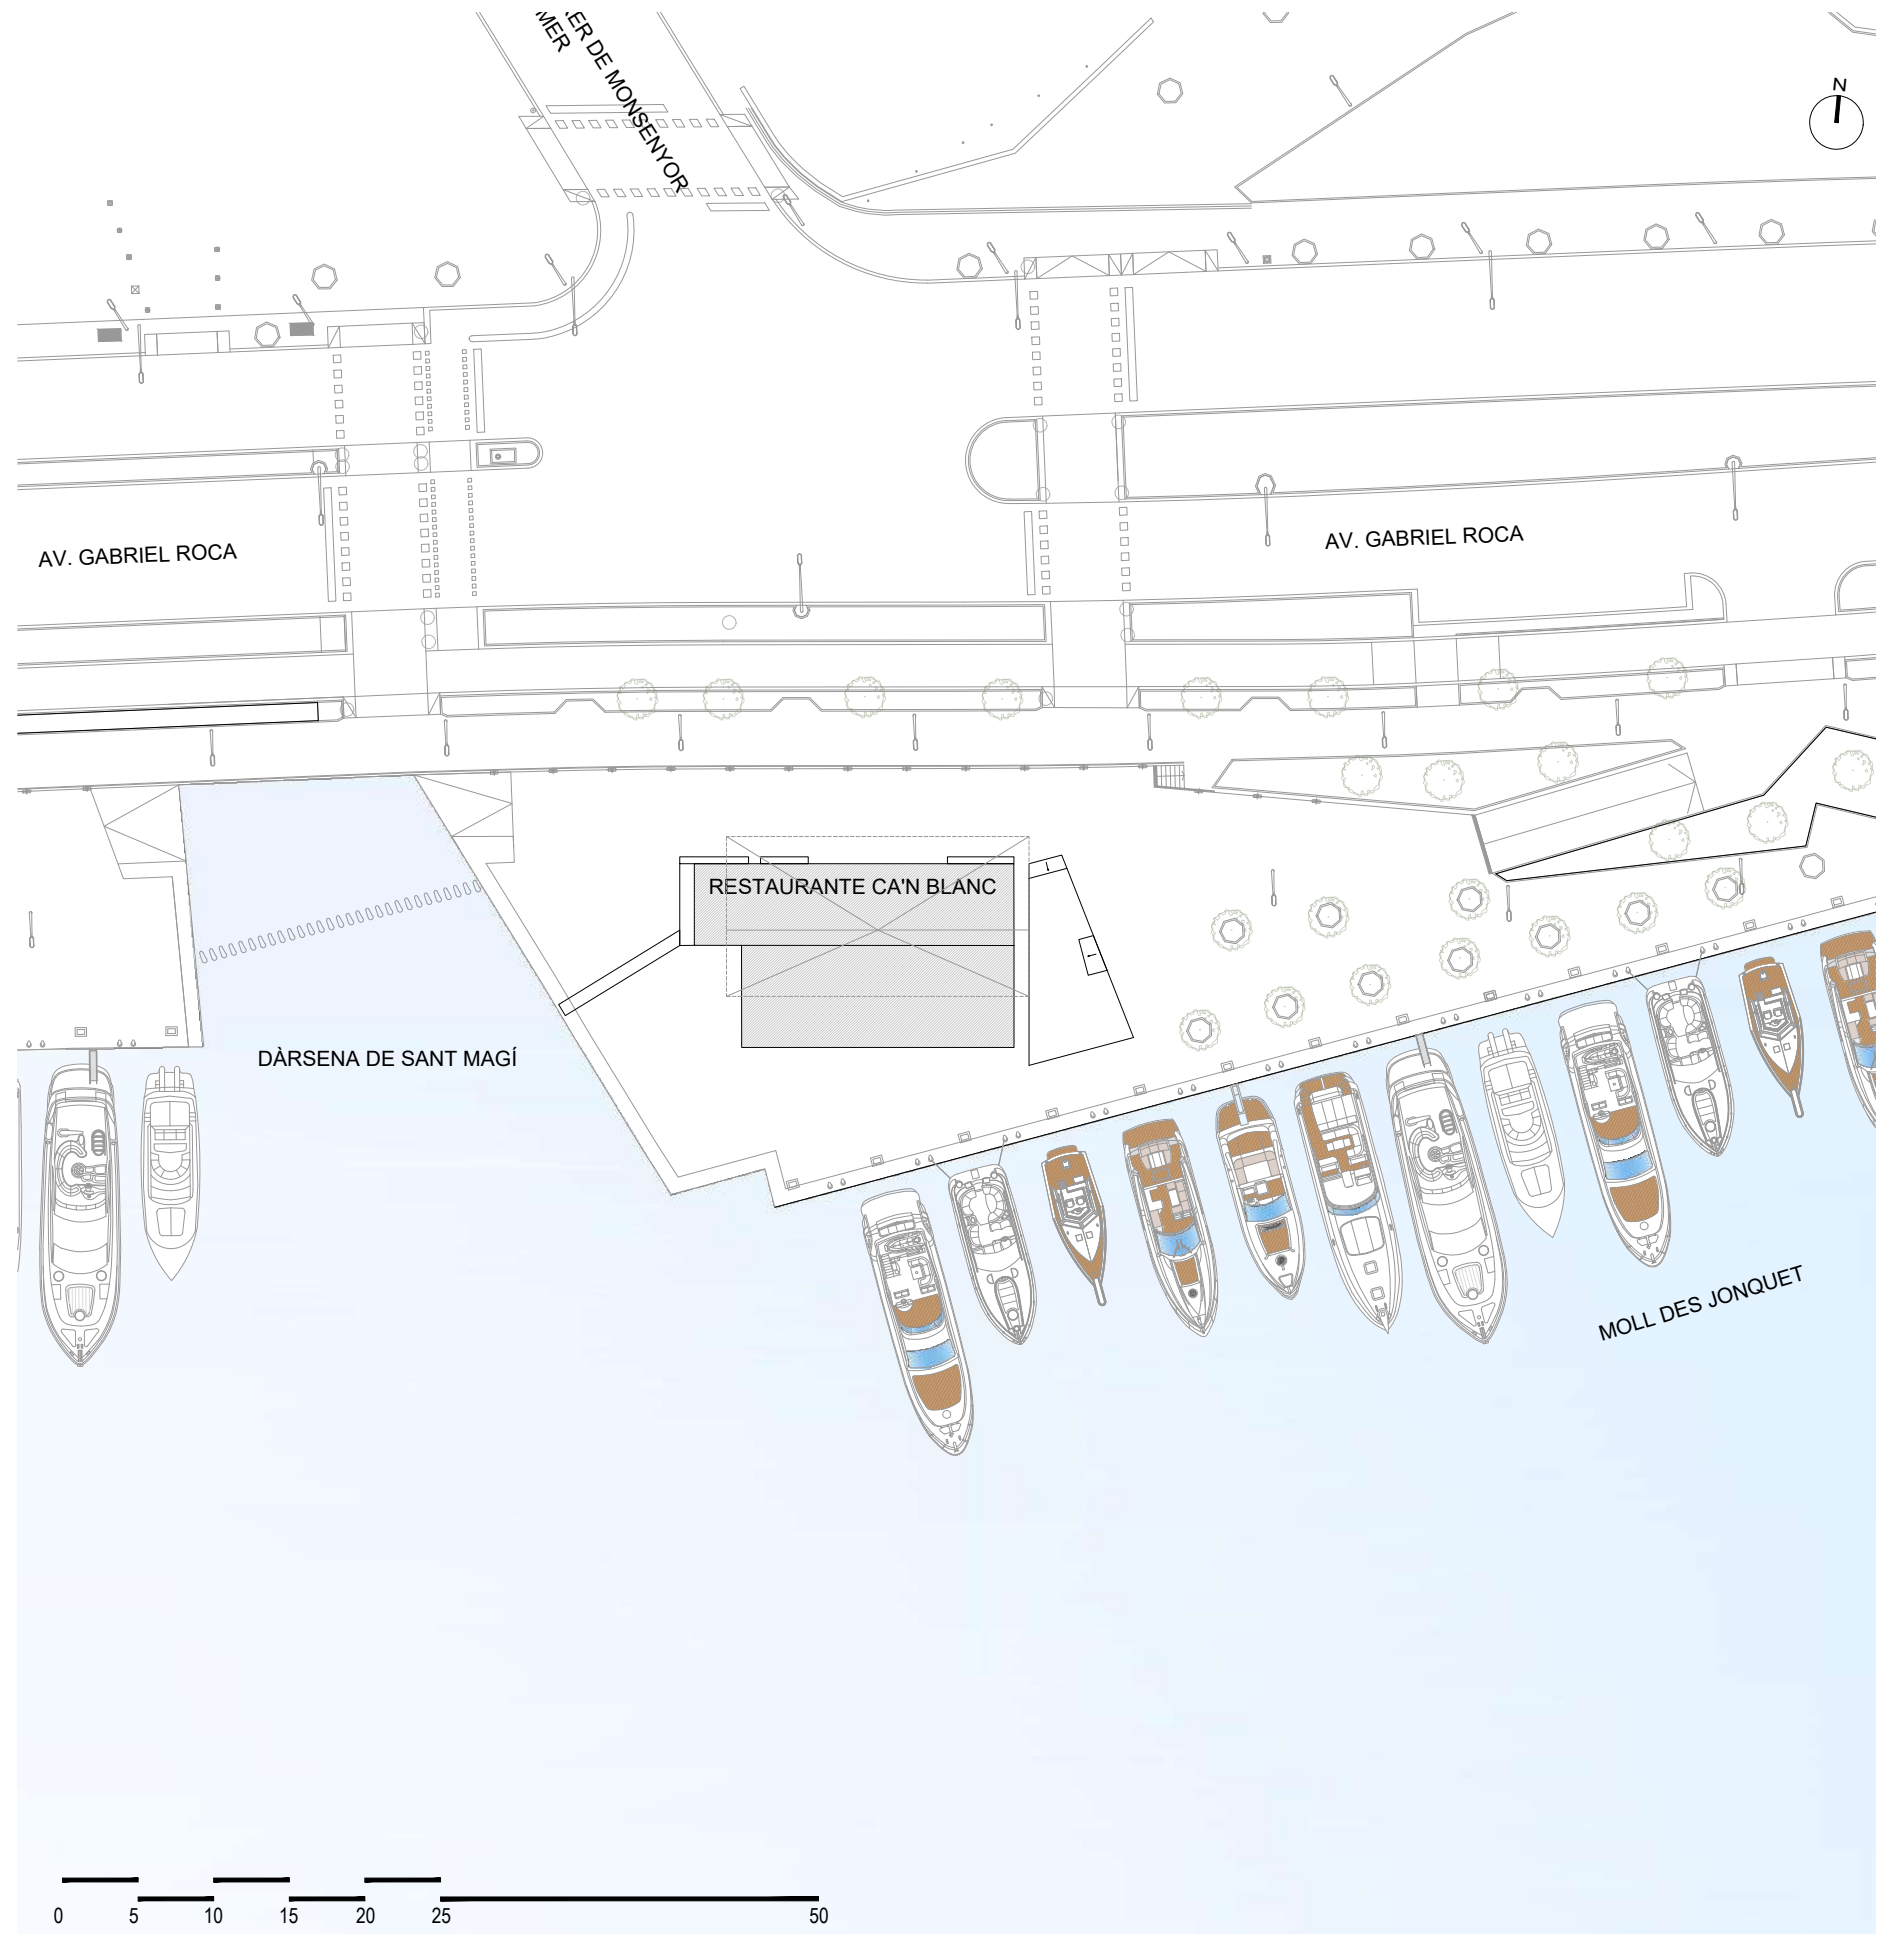 ER DE MONSENYOR
MER
N
AV. GABRIEL ROCA
AV. GABRIEL ROCA
RESTAURANTE CA'N BLANC
DÀRSENA DE SANT MAGÍ
MOLL DES JONQUET
0 5 10 15 20 25 50